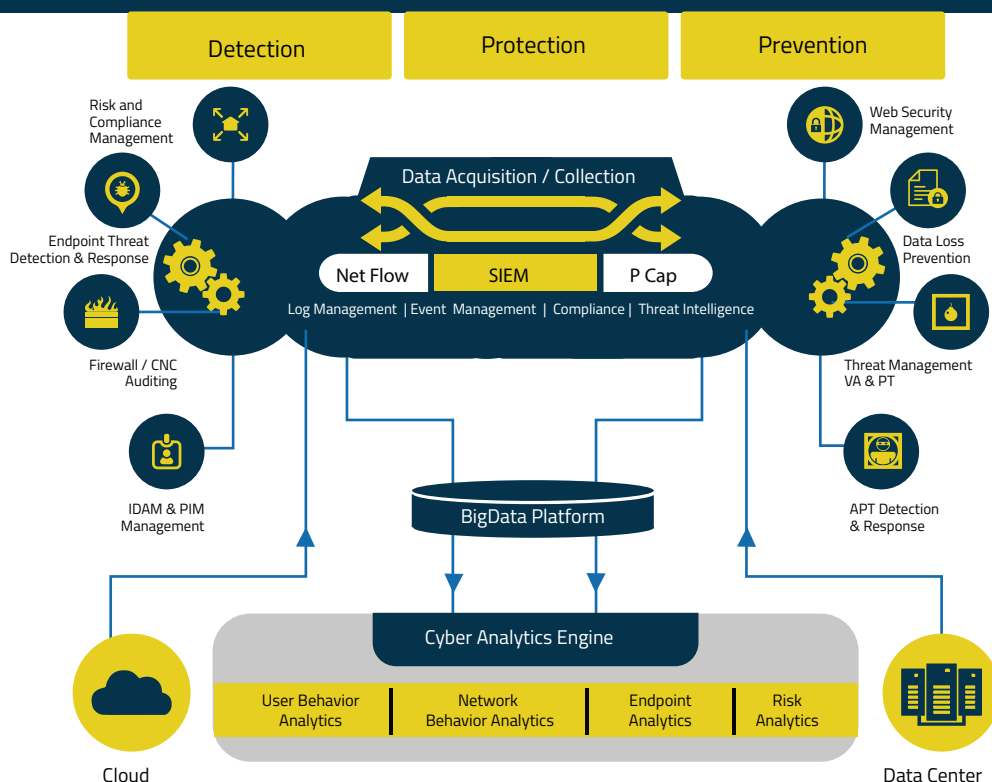 Detection
Protection
Prevention
Risk and
Compliance
Management
Web Security
Management
Data Acquisition / Collection
Endpoint Threat
Detection & Response
Data Loss
Prevention
Net Flow
SIEM
P Cap
Log Management | Event Management | Compliance | Threat Intelligence
Firewall / CNC
Auditing
Threat Management
VA & PT
IDAM & PIM
Management
APT Detection
& Response
BigData Platform
Cyber Analytics Engine
User Behavior
Analytics
Network
Behavior Analytics
Endpoint
Analytics
Risk
Analytics
Cloud
Data Center